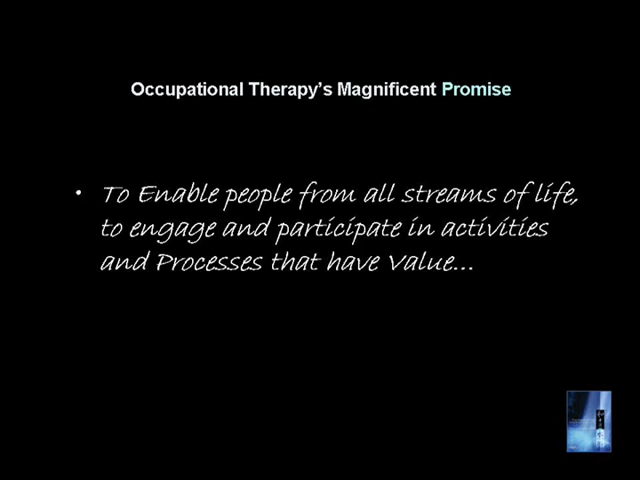 Occupational Therapy's Magnificent Promise
• To Enable people from all streams of life,
to engage and participate in activities
and Processes that have Value...